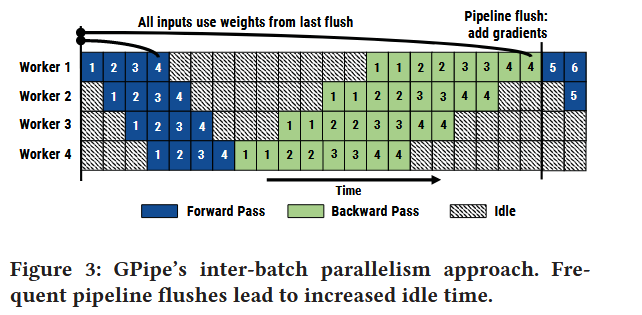 All inputs use weights from last flush
Pipeline flush:
add gradients
Worker 1 1 2 3 4 1 1 2 2 3 3 4 4 5 6
Worker 2 1 2 3 4 1 1 2 2 3 3 4 4 5
Worker 3 1 2 3 4 1 1 2 2 3 3 4 4
Worker 4 1 2 3 4 1 1 2 2 3 3 4 4
Time
Forward Pass Backward Pass Idle
Figure 3: GPipe's inter-batch parallelism approach. Fre-
quent pipeline flushes lead to increased idle time.